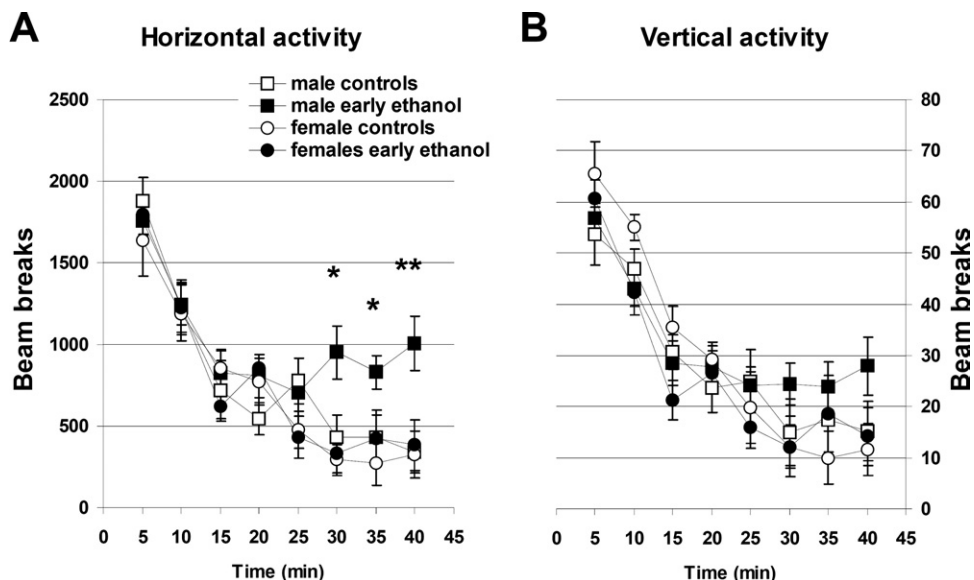 A
Horizontal activity
male controls
male early ethanol
female controls
females early ethanol
2500
2000
1500
1000
500
0
Beam breaks
*
*
**
0 5 10 15 20 25 30 35 40 45
Time (min)
B
Vertical activity
80
70
60
50
40
30
20
10
0
Beam breaks
0 5 10 15 20 25 30 35 40 45
Time (min)